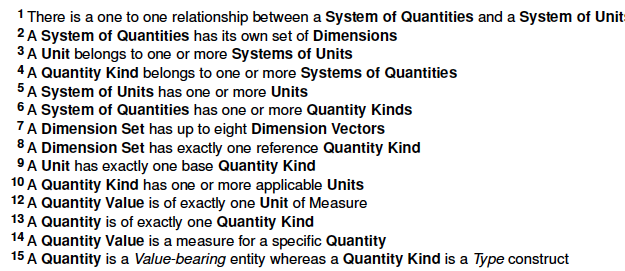 1 There is a one to one relationship between a System of Quantities and a System of Unit
2 A System of Quantities has its own set of Dimensions
3 A Unit belongs to one or more Systems of Units
4 A Quantity Kind belongs to one or more Systems of Quantities
5 A System of Units has one or more Units
6 A System of Quantities has one or more Quantity Kinds
7 A Dimension Set has up to eight Dimension Vectors
8 A Dimension Set has exactly one reference Quantity Kind
9 A Unit has exactly one base Quantity Kind
10 A Quantity Kind has one or more applicable Units
12 A Quantity Value is of exactly one Unit of Measure
13 A Quantity is of exactly one Quantity Kind
14 A Quantity Value is a measure for a specific Quantity
15 A Quantity is a Value-bearing entity whereas a Quantity Kind is a Type construct